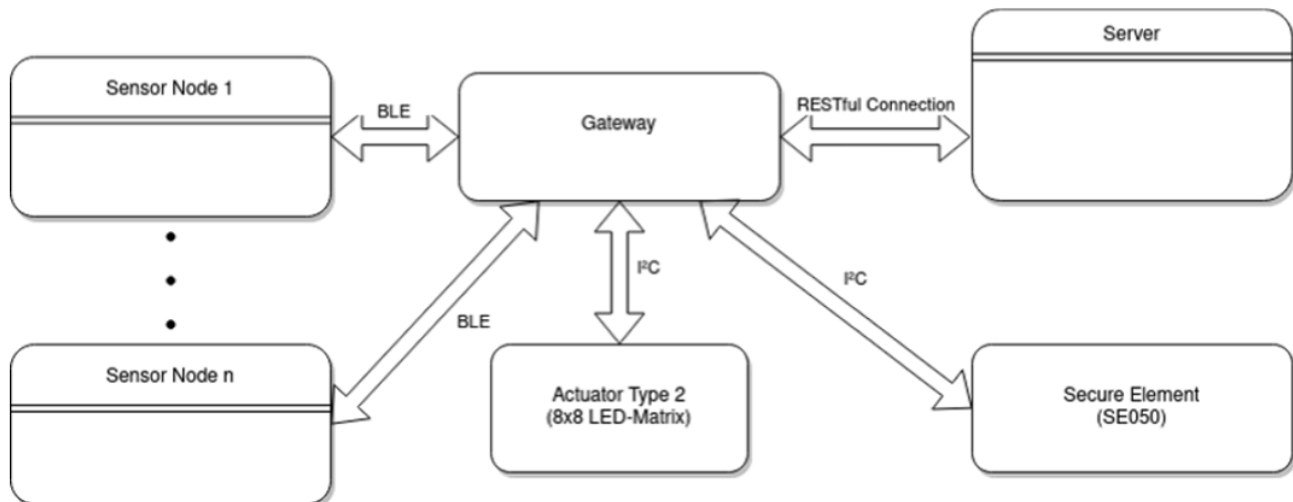 Server
Sensor Node 1
BLE
Gateway
RESTful Connection
I²C
I²C
BLE
Sensor Node n
Actuator Type 2
(8x8 LED-Matrix)
Secure Element
(SE050)